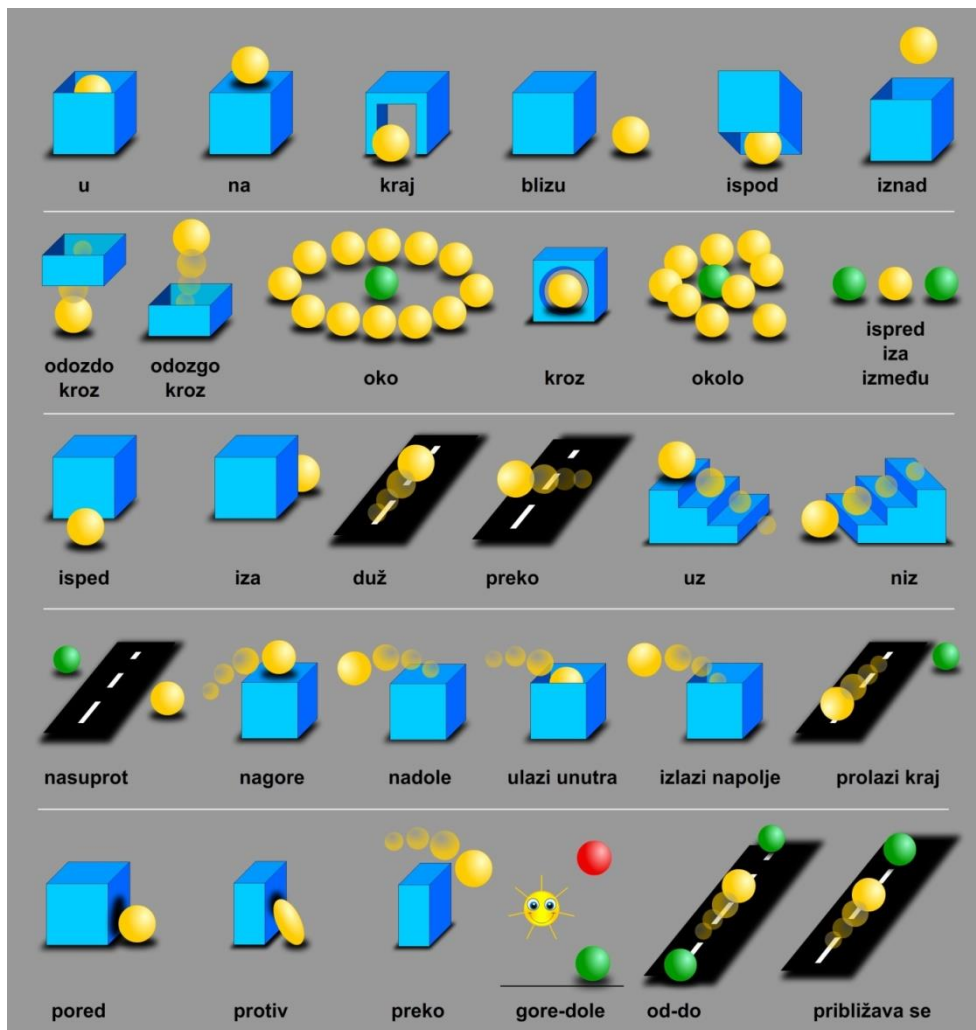 u
na
kraj
blizu
ispod
iznad
odozdo
kroz
odozgo
kroz
oko
kroz
okolo
ispred
iza
između
isped
iza
duž
preko
uz
niz
nasuprot
nagore
nadole
ulazi unutra
izlazi napolje
prolazi kraj
pored
protiv
preko
gore-dole
od-do
približava se